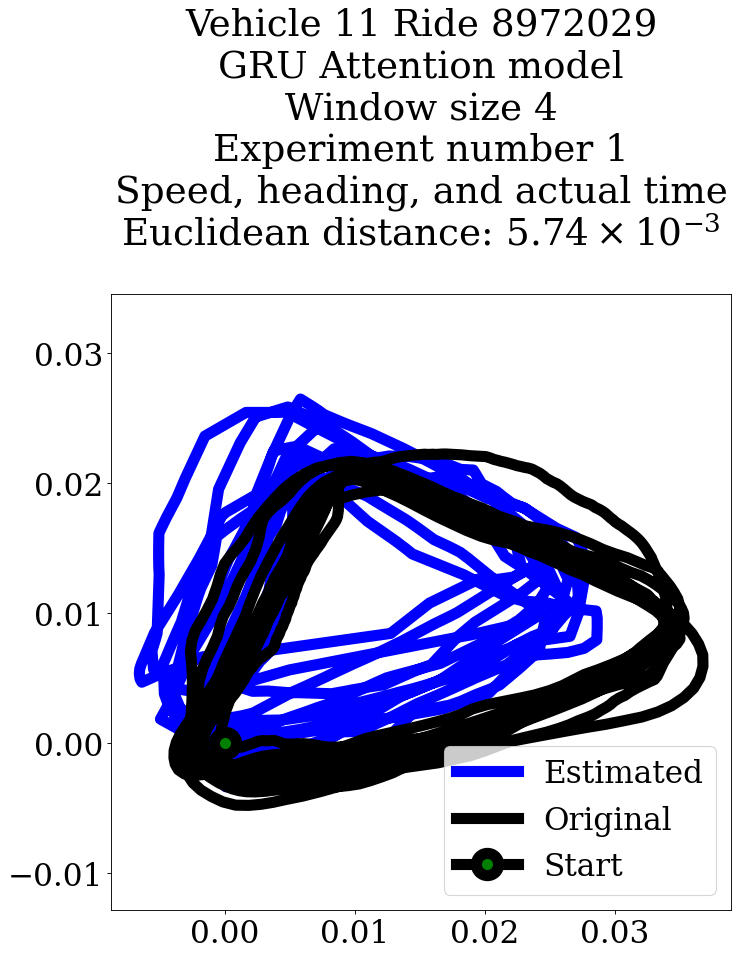 Vehicle 11 Ride 8972029
GRU Attention model
Window size 4
Experiment number 1
Speed, heading, and actual time
Euclidean distance: 5.74 × 10⁻³
0.03
0.02
0.01
0.00
−0.01
0.00 0.01 0.02 0.03
Estimated
Original
Start